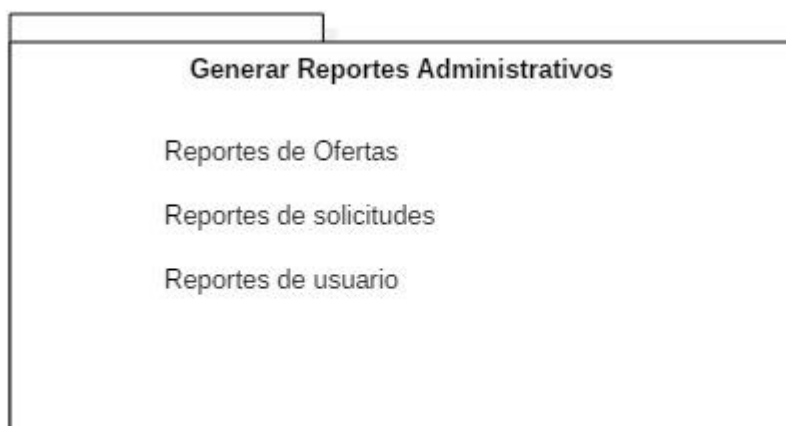 Generar Reportes Administrativos
Reportes de Ofertas
Reportes de solicitudes
Reportes de usuario